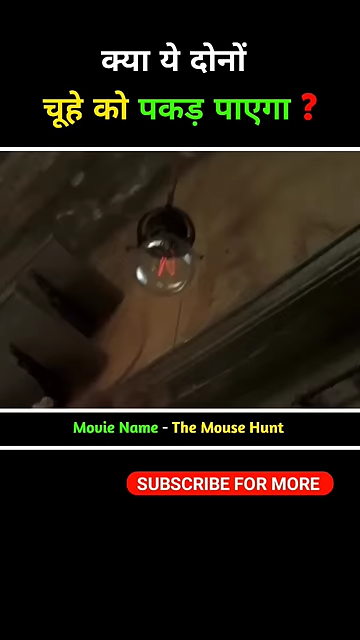 क्या ये दोनों
चूहे को पकड़ पाएगा ?
Movie Name - The Mouse Hunt
SUBSCRIBE FOR MORE